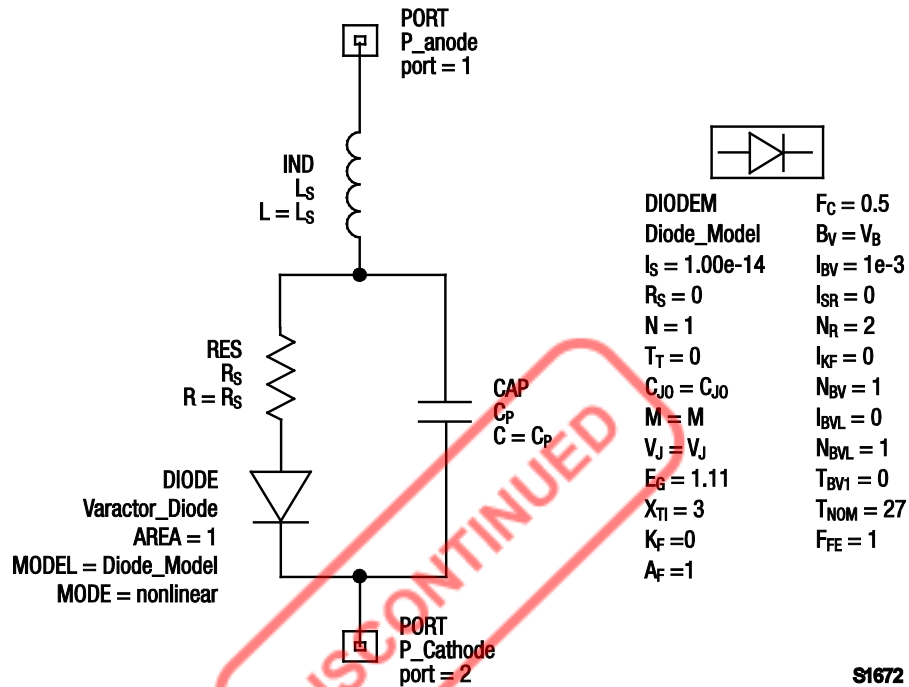 PORT
P_anode
port = 1
IND
LS
L = LS
RES
RS
R = RS
CAP
CP
C = CP
DIODE
Varactor_Diode
AREA = 1
MODEL = Diode_Model
MODE = nonlinear
PORT
P_Cathode
port = 2
DIODEM
Diode_Model
IS = 1.00e-14
RS = 0
N = 1
TT = 0
CJ0 = CJ0
M = M
VJ = VJ
EG = 1.11
XTI = 3
KF =0
AF =1
FC = 0.5
BV = VB
IBV = 1e-3
ISR = 0
NR = 2
IKF = 0
NBV = 1
IBVL = 0
NBVL = 1
TBV1 = 0
TNOM = 27
FFE = 1
S1672